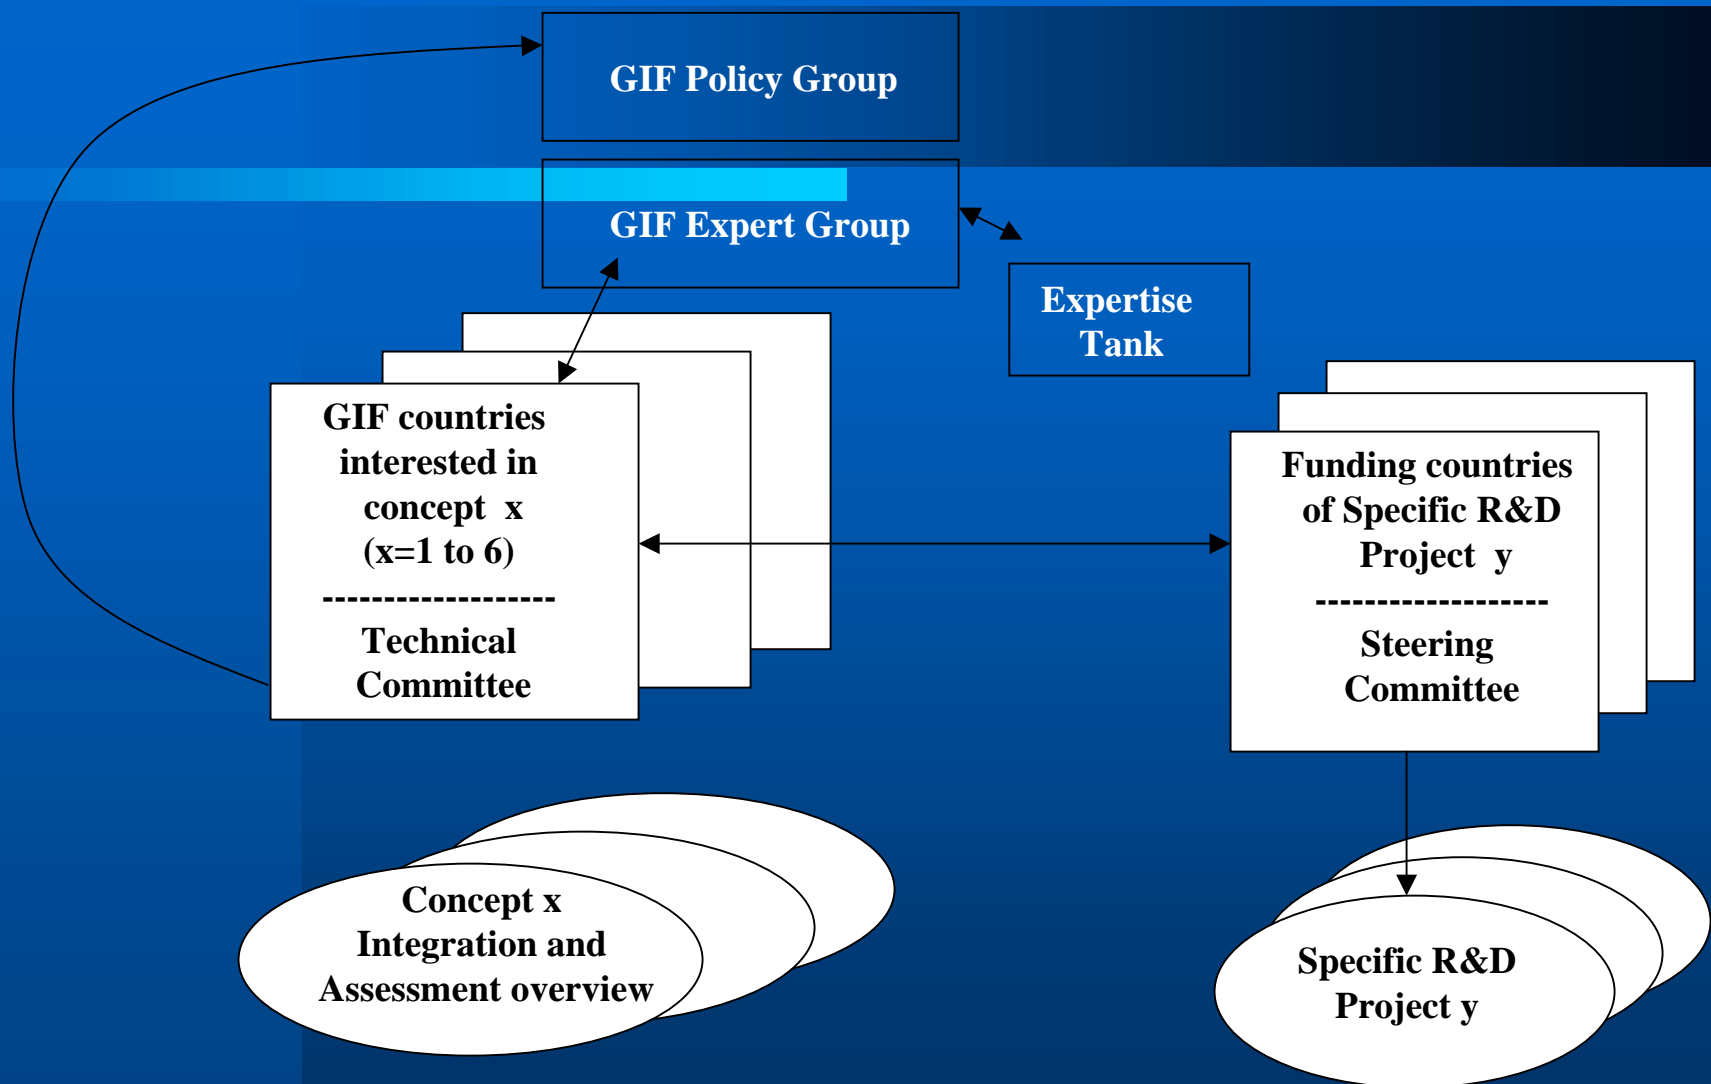 GIF Policy Group
GIF Expert Group
Expertise
Tank
GIF countries
interested in
concept x
(x=1 to 6)
-------------------
Technical
Committee
Funding countries
of Specific R&D
Project y
-------------------
Steering
Committee
Concept x
Integration and
Assessment overview
Specific R&D
Project y